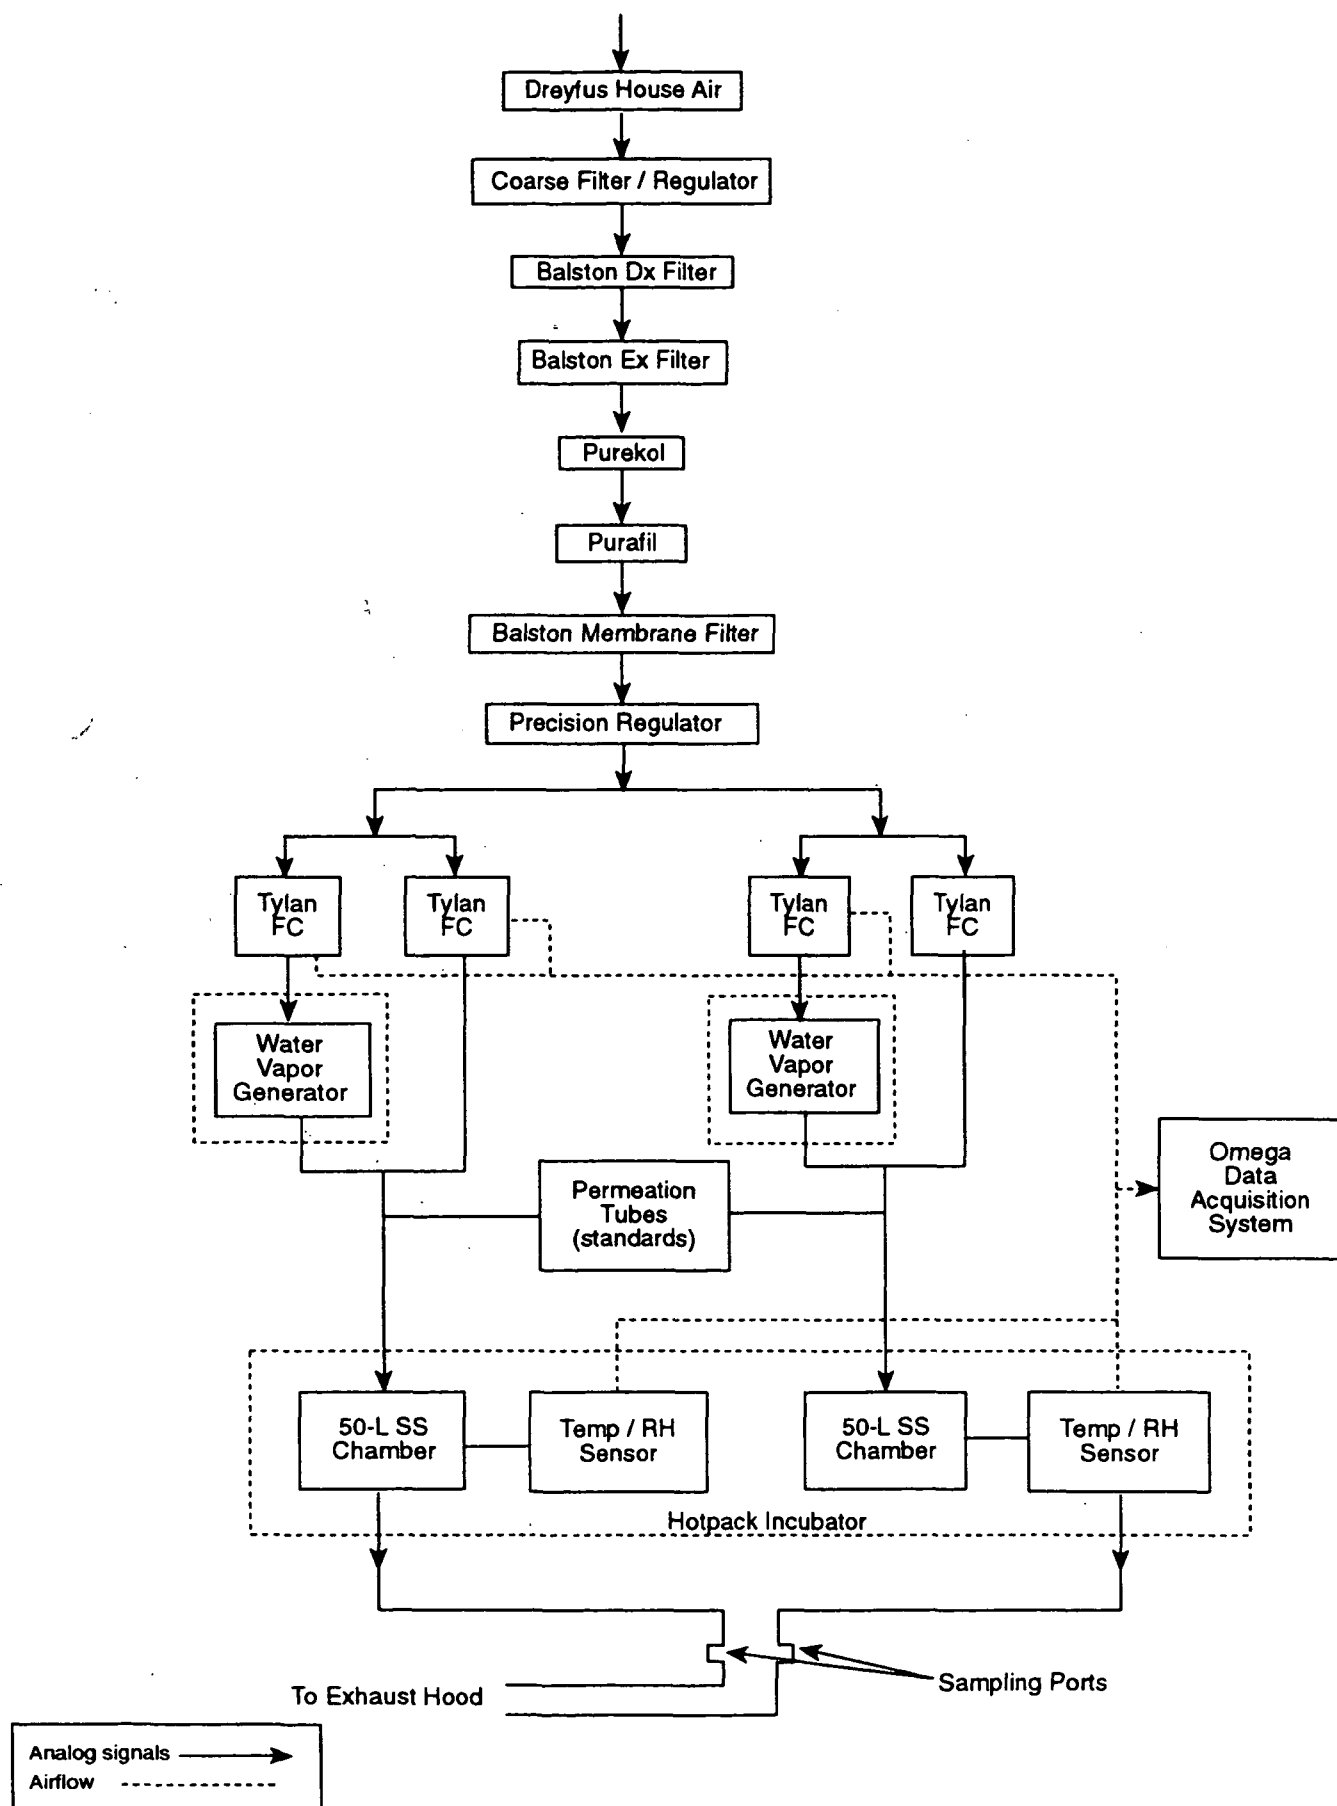 Dreyfus House Air
Coarse Filter / Regulator
Balston Dx Filter
Balston Ex Filter
Purekol
Purafil
Balston Membrane Filter
Precision Regulator
Tylan
FC
Tylan
FC
Tylan
FC
Tylan
FC
Water
Vapor
Generator
Water
Vapor
Generator
Permeation
Tubes
(standards)
Omega
Data
Acquisition
System
50-L SS
Chamber
Temp / RH
Sensor
50-L SS
Chamber
Temp / RH
Sensor
Hotpack Incubator
Sampling Ports
To Exhaust Hood
Analog signals
Airflow